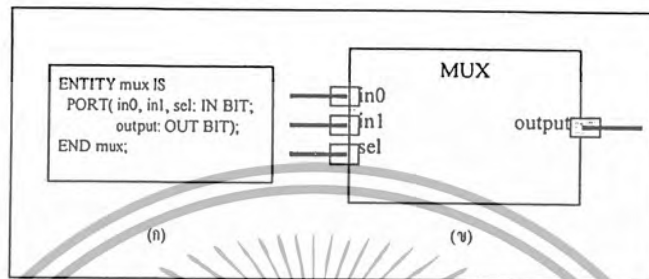 ENTITY mux IS
PORT( in0, in1, sel: IN BIT;
output: OUT BIT);
END mux;
(ก)
MUX
in0
in1
sel
output
(ข)